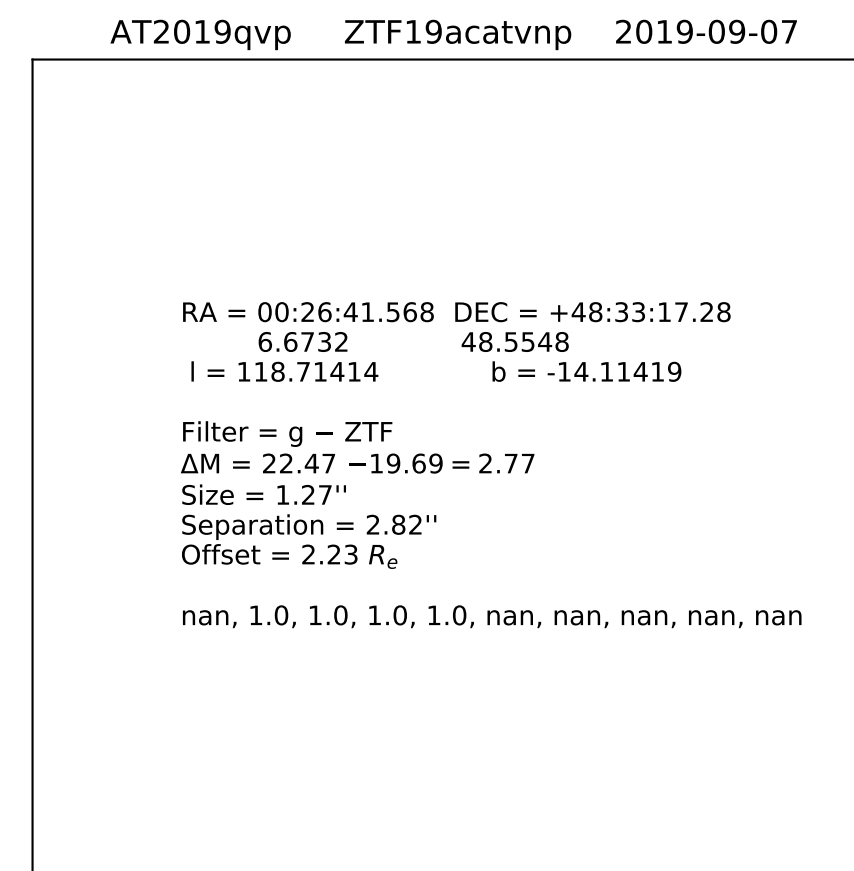 AT2019qvp ZTF19acatvnp 2019-09-07
RA = 00:26:41.568 DEC = +48:33:17.28
6.6732 48.5548
l = 118.71414 b = -14.11419
Filter = g − ZTF
ΔM = 22.47 −19.69 = 2.77
Size = 1.27''
Separation = 2.82''
Offset = 2.23 Rₑ
nan, 1.0, 1.0, 1.0, 1.0, nan, nan, nan, nan, nan